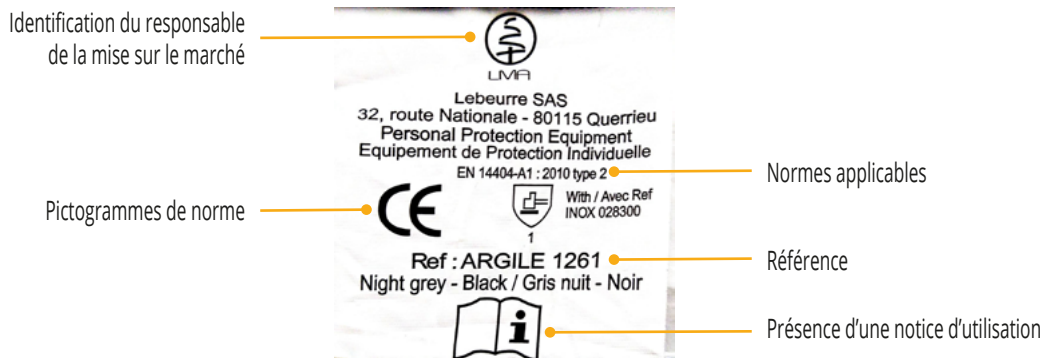 Identification du responsable
de la mise sur le marché
LMA
Lebeurre SAS
32, route Nationale - 80115 Querrieu
Personal Protection Equipment
Equipement de Protection Individuelle
EN 14404-A1 : 2010 type 2
Normes applicables
Pictogrammes de norme
CE
With / Avec Ref
INOX 028300
1
Ref : ARGILE 1261
Référence
Night grey - Black / Gris nuit - Noir
i
Présence d’une notice d’utilisation